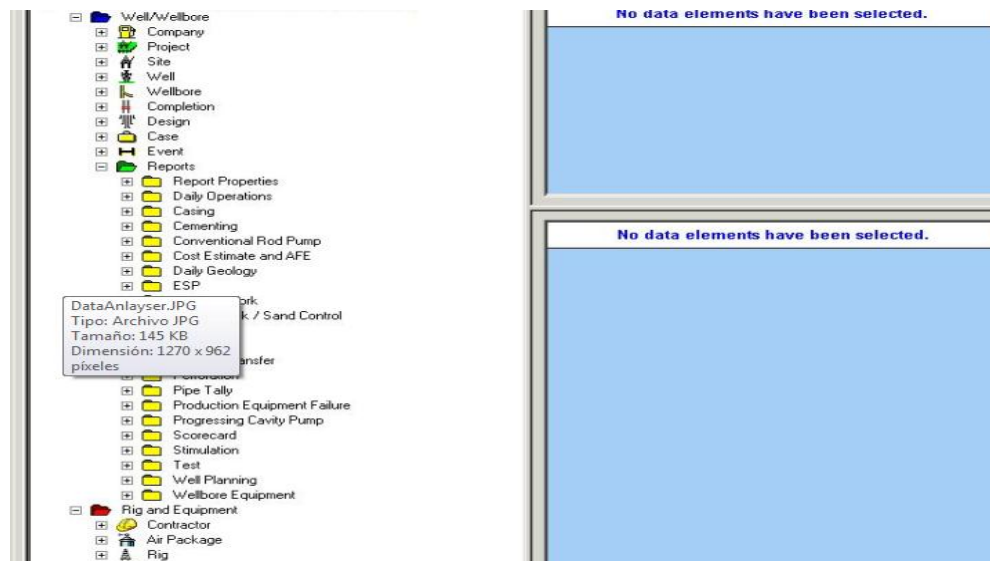 Well/Wellbore
Company
Project
Site
Well
Wellbore
Completion
Design
Case
Event
Reports
Report Properties
Daily Operations
Casing
Cementing
Conventional Rod Pump
Cost Estimate and AFE
Daily Geology
ESP
/ Sand Control
DataAnlayser.JPG
Tipo: Archivo JPG
Tamaño: 145 KB
Dimensión: 1270 x 962
píxeles
Pipe Tally
Production Equipment Failure
Progressing Cavity Pump
Scorecard
Stimulation
Test
Well Planning
Wellbore Equipment
Rig and Equipment
Contractor
Air Package
Rig
No data elements have been selected.
No data elements have been selected.